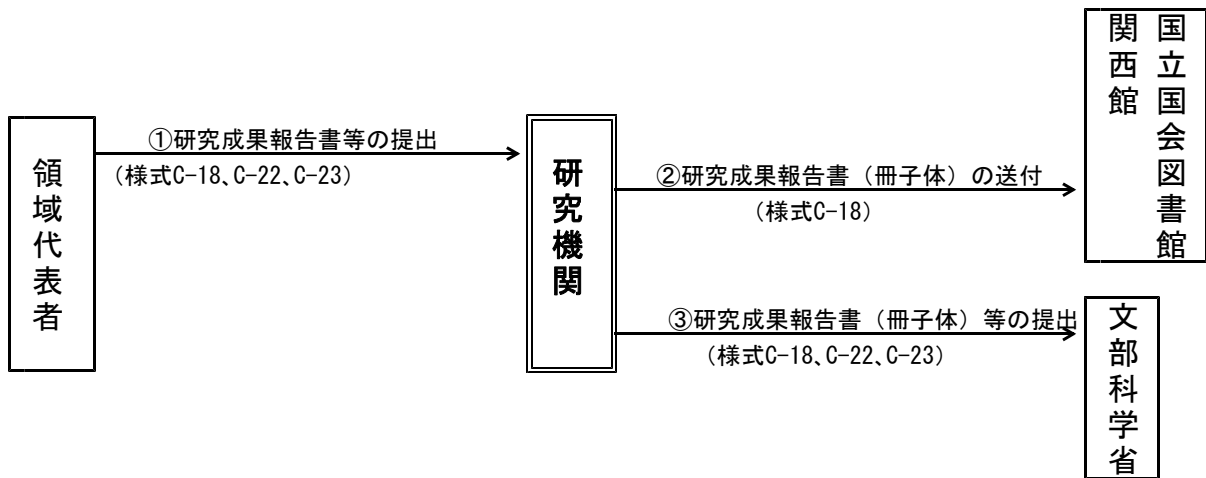 領域代表者
①研究成果報告書等の提出
(様式C-18、C-22、C-23)
研究機関
②研究成果報告書（冊子体）の送付
(様式C-18)
国立国会図書館
関西館
③研究成果報告書（冊子体）等の提出
(様式C-18、C-22、C-23)
文部科学省